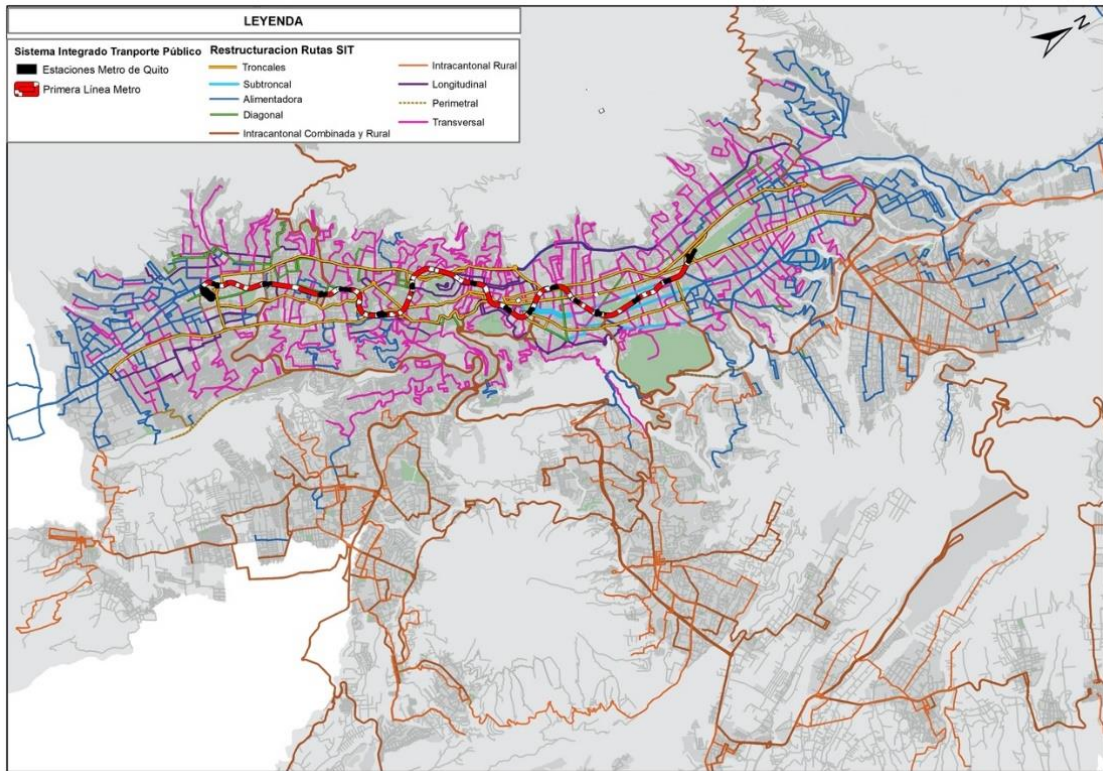 LEYENDA
Sistema Integrado Tranporte Público
Estaciones Metro de Quito
Primera Línea Metro
Restructuracion Rutas SIT
Troncales
Subtroncal
Alimentadora
Diagonal
Intracantonal Combinada y Rural
Intracantonal Rural
Longitudinal
Perimetral
Transversal
N